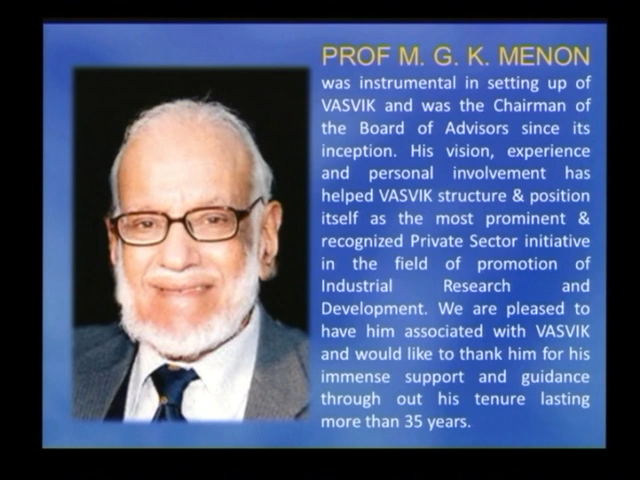 PROF M. G. K. MENON
was instrumental in setting up of
VASVIK and was the Chairman of
the Board of Advisors since its
inception. His vision, experience
and personal involvement has
helped VASVIK structure & position
itself as the most prominent &
recognized Private Sector initiative
in the field of promotion of
Industrial Research and
Development. We are pleased to
have him associated with VASVIK
and would like to thank him for his
immense support and guidance
through out his tenure lasting
more than 35 years.